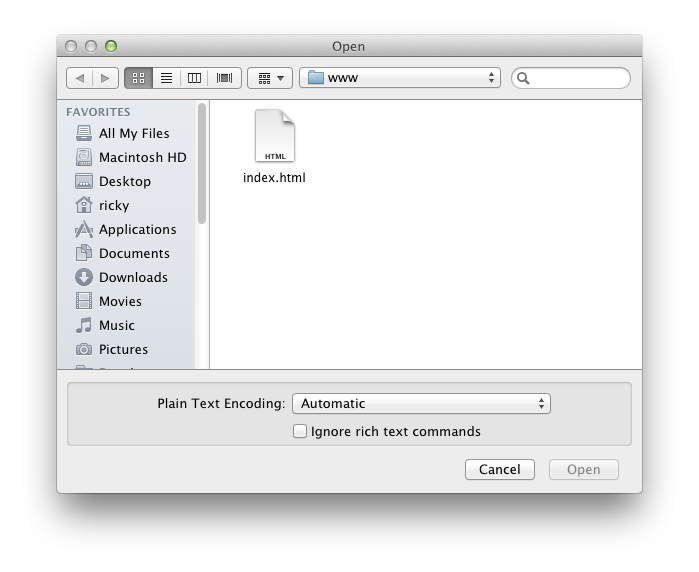 Open
www
FAVORITES
All My Files
Macintosh HD
Desktop
ricky
Applications
Documents
Downloads
Movies
Music
Pictures
HTML
index.html
Plain Text Encoding: Automatic
Ignore rich text commands
Cancel Open